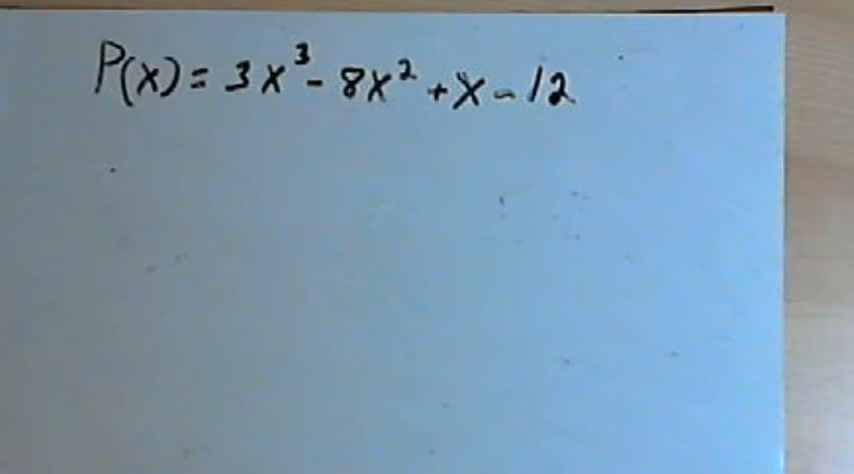 P(x) = 3x³ - 8x² + x - 12